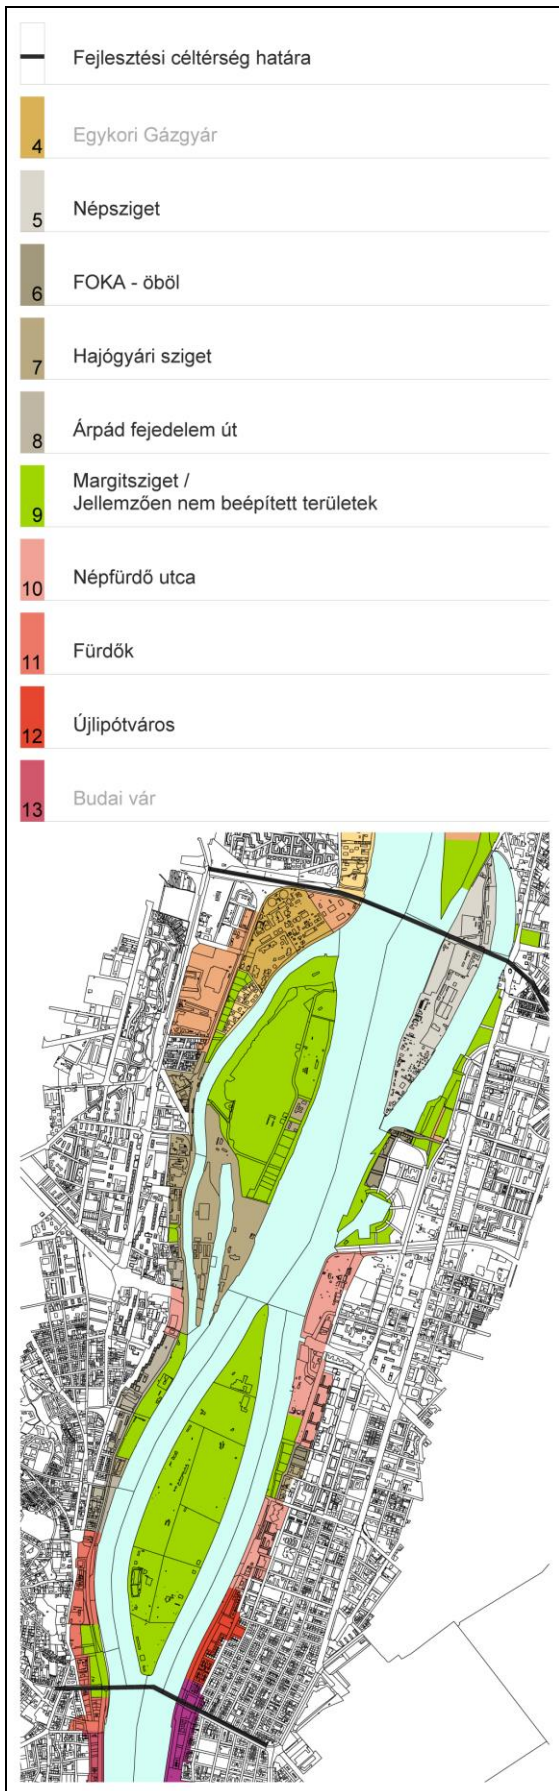 Fejlesztési céltérség határa
4 Egykori Gázgyár
5 Népsziget
6 FOKA - öböl
7 Hajógyári sziget
8 Árpád fejedelem út
Margitsziget /
9 Jellemzően nem beépített területek
10 Népfürdő utca
11 Fürdők
12 Újlipótváros
13 Budai vár